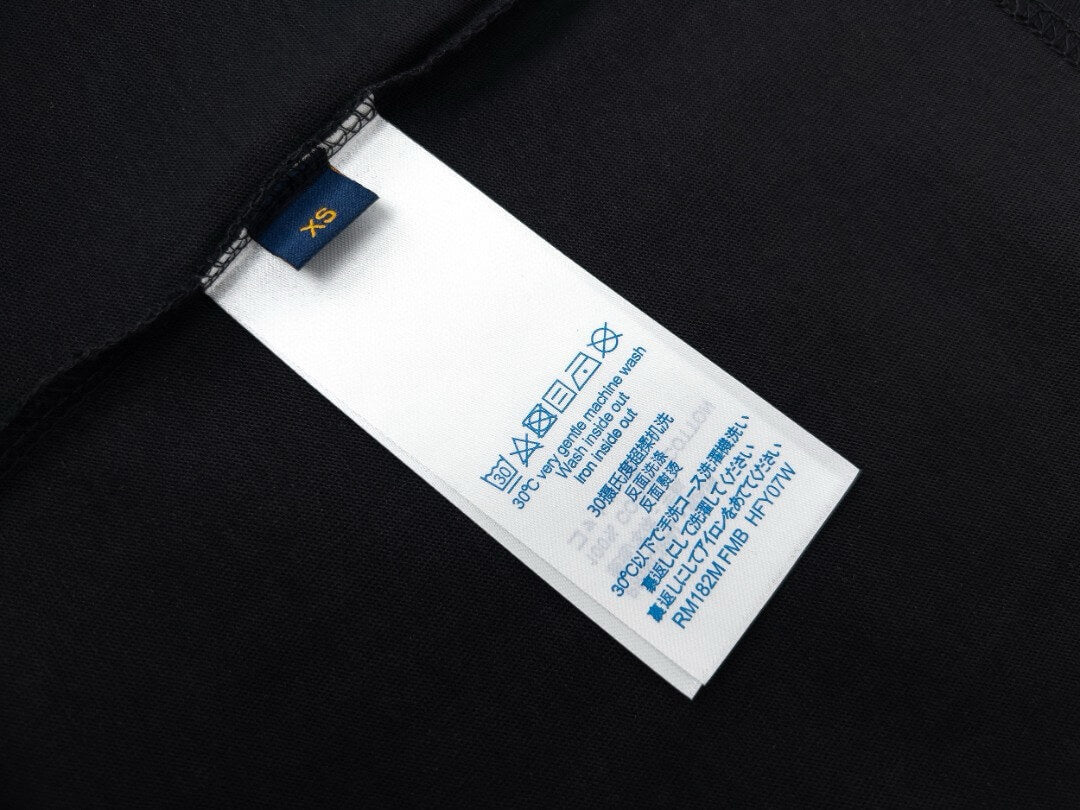 XS
30
30℃ very gentle machine wash
Wash inside out
Iron inside out
30摄氏度超揉机洗
反面洗涤
反面熨烫
30℃以下で手洗コース洗濯機洗い
裏返しにして洗濯してください
裏返しにしてアイロンをあててください
RM182M FMB HFY07W